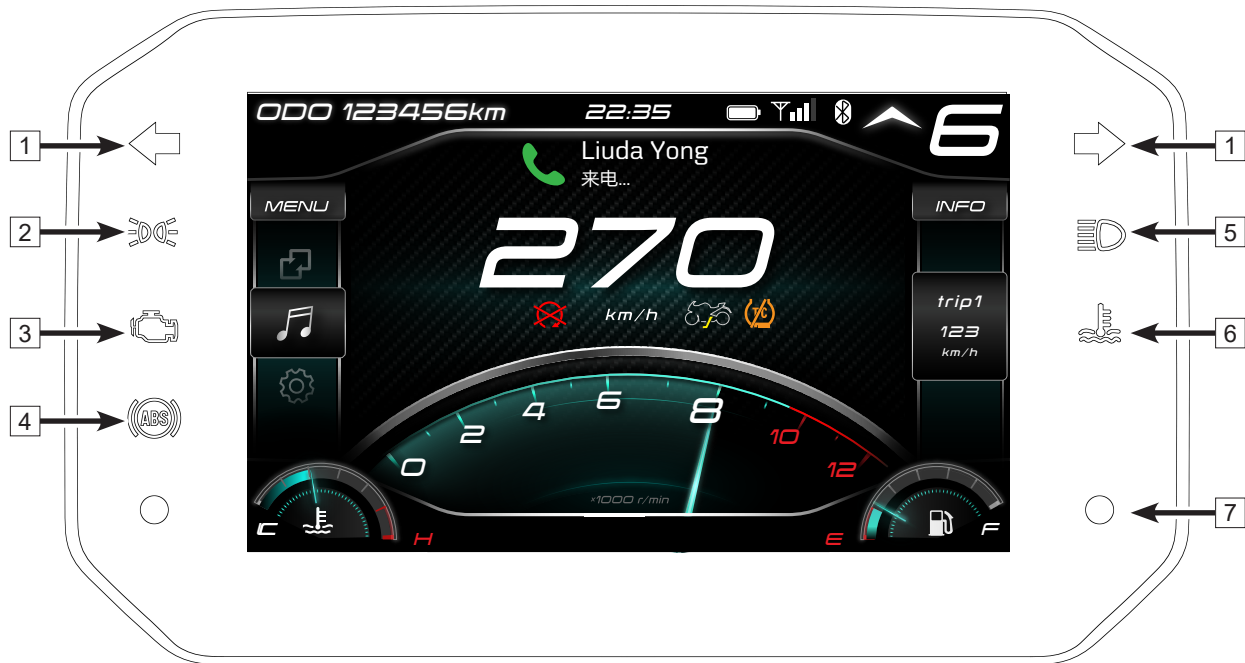 ODO 123456km 22:35 6
Liuda Yong
来电...
MENU
INFO
270
km/h
T/C
trip1
123
km/h
0 2 4 6 8 10 12
×1000 r/min
C H
E F
1
2
3
4
ABS
1
5
6
7